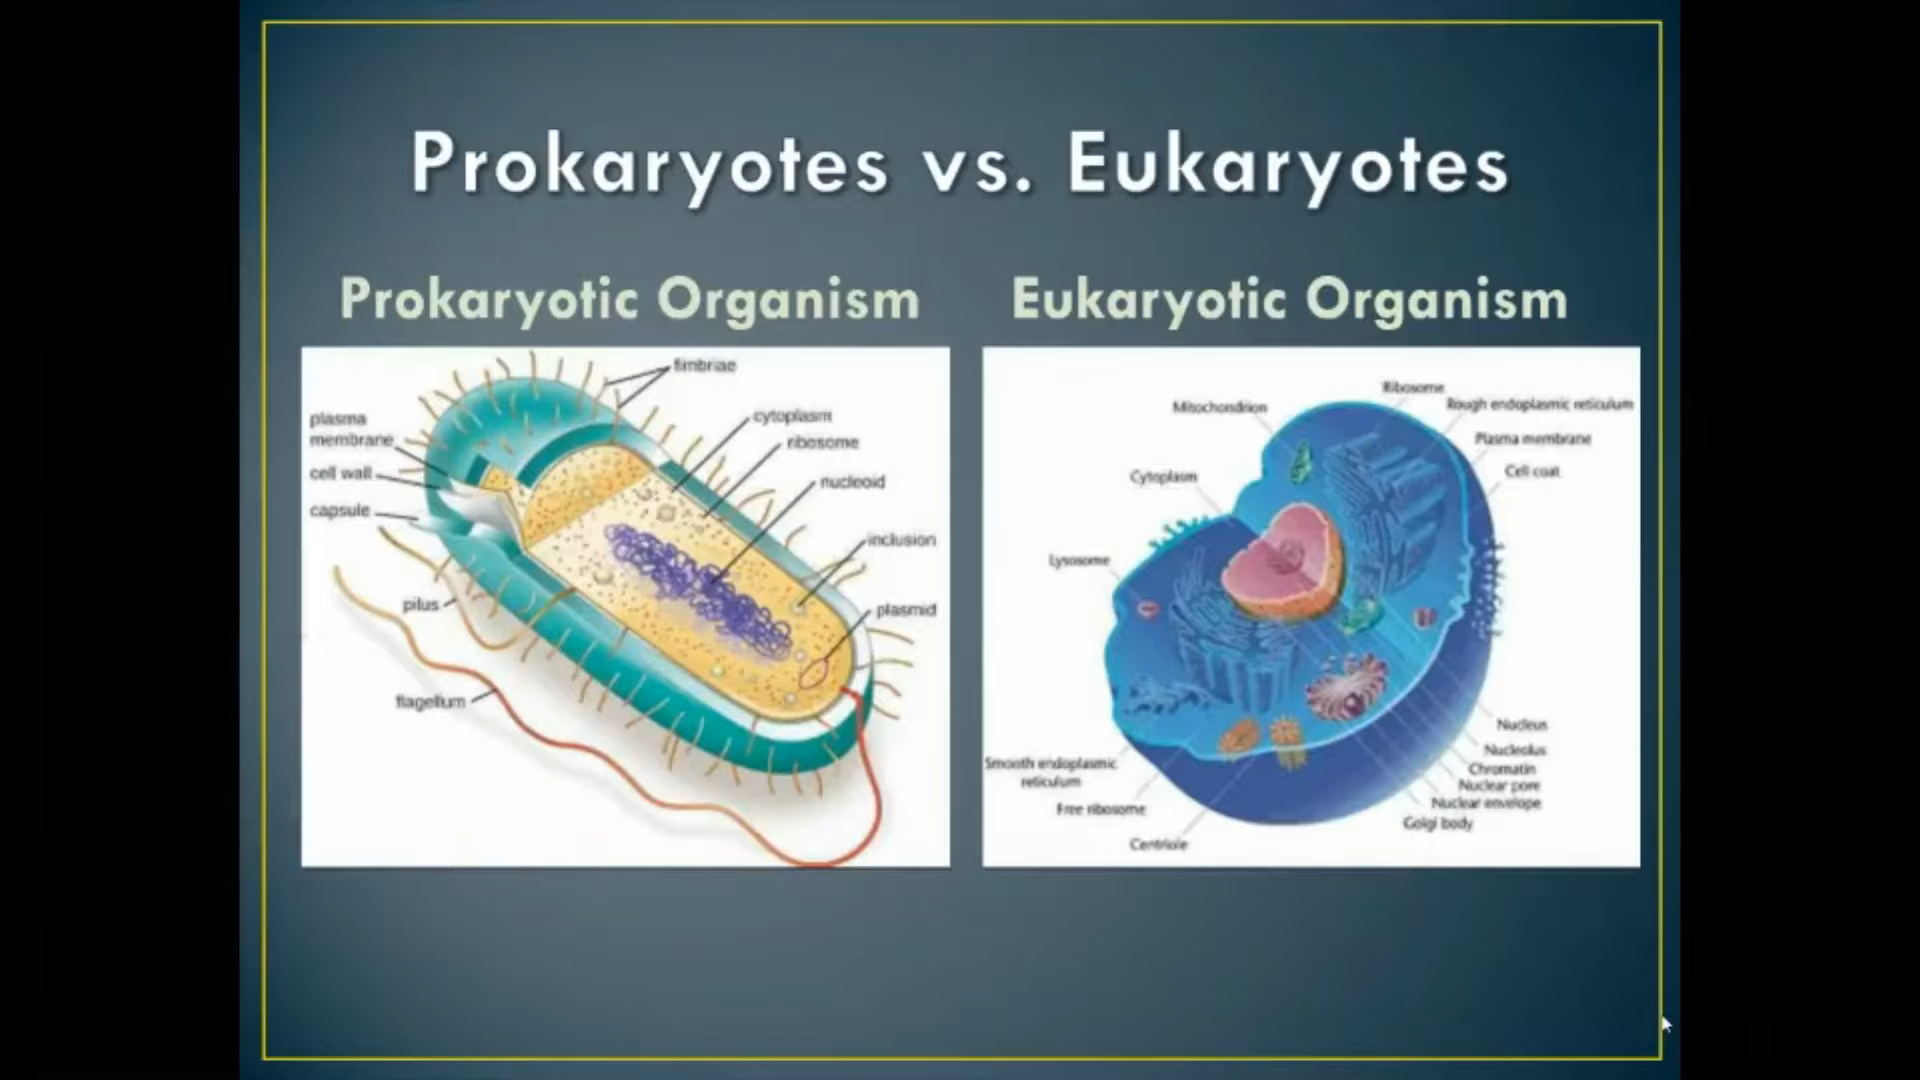 Prokaryotes vs. Eukaryotes
Prokaryotic Organism
fimbriae
cytoplasm
ribosome
nucleoid
inclusion
plasmid
plasma
membrane
cell wall
capsule
pilus
flagellum
Eukaryotic Organism
Ribosome
Mitochondrion
Rough endoplasmic reticulum
Plasma membrane
Cell coat
Cytoplasm
Lysosome
Nucleus
Nucleolus
Chromatin
Nuclear pore
Nuclear envelope
Golgi body
Smooth endoplasmic
reticulum
Free ribosome
Centriole